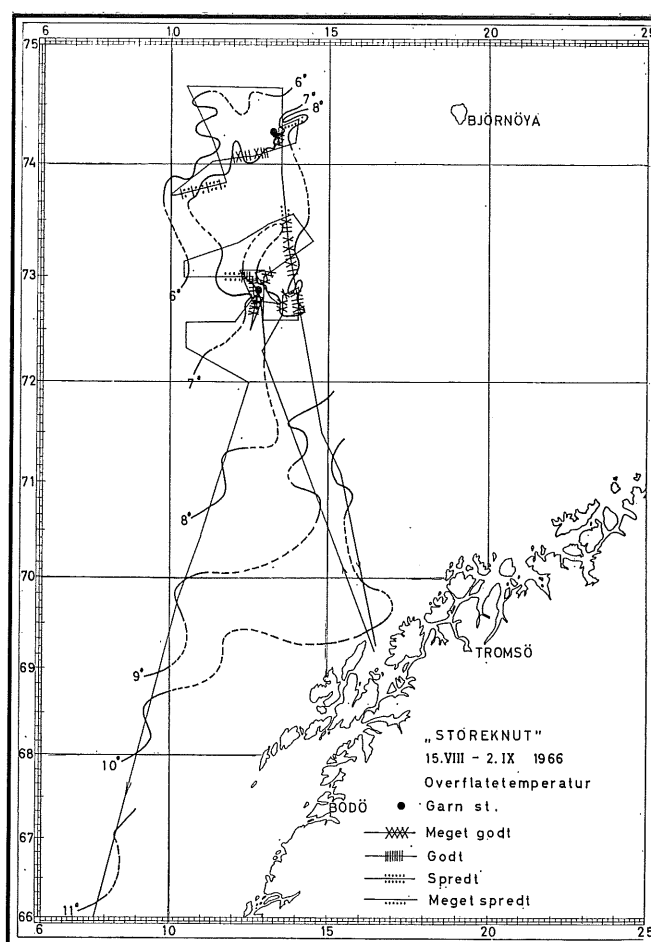 6 10 15 20 25
75
6°
7°
8°
BJÖRNÖYA
74
73
6°
72
7°
71
8°
70
TROMSÖ
69
9°
„STOREKNUT"
15.VIII – 2.IX 1966
68
10°
Overflatetemperatur
BODÖ
Garn st.
67
Meget godt
Godt
Spredt
Meget spredt
11°
66
6 10 15 20 25